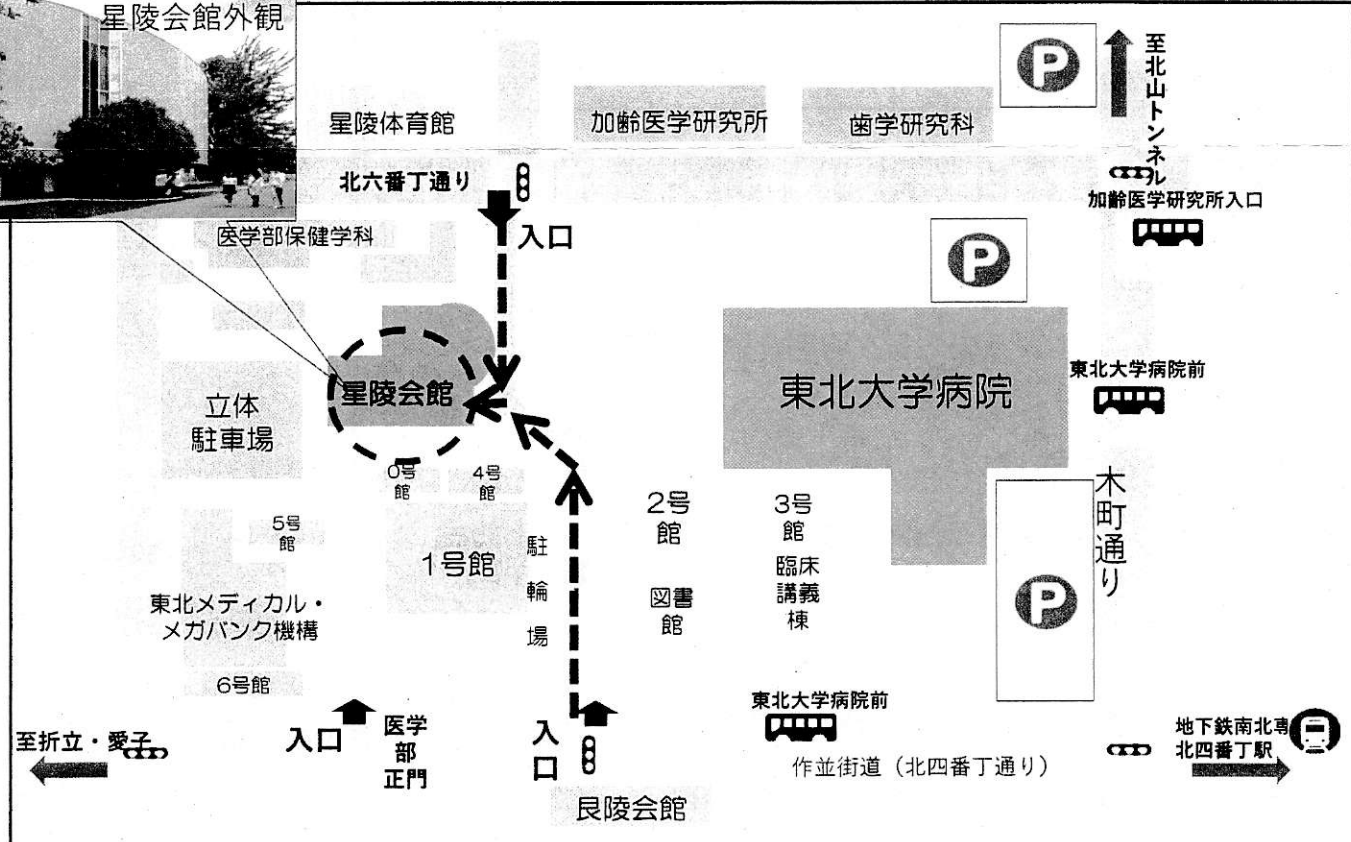 星陵会館外観
星陵体育館
加齢医学研究所
歯学研究科
P
至北山トンネル
北六番丁通り
入口
加齢医学研究所入口
医学部保健学科
P
星陵会館
立体
駐車場
東北大学病院
東北大学病院前
木町通り
0号
館
4号
館
5号
館
1号館
駐輪場
2号
館
図書
館
3号
館
臨床
講義
棟
P
東北メディカル・
メガバンク機構
6号館
至折立・愛子
入口
医学
部
正門
入口
東北大学病院前
作並街道（北四番丁通り）
地下鉄南北専
北四番丁駅
艮陵会館